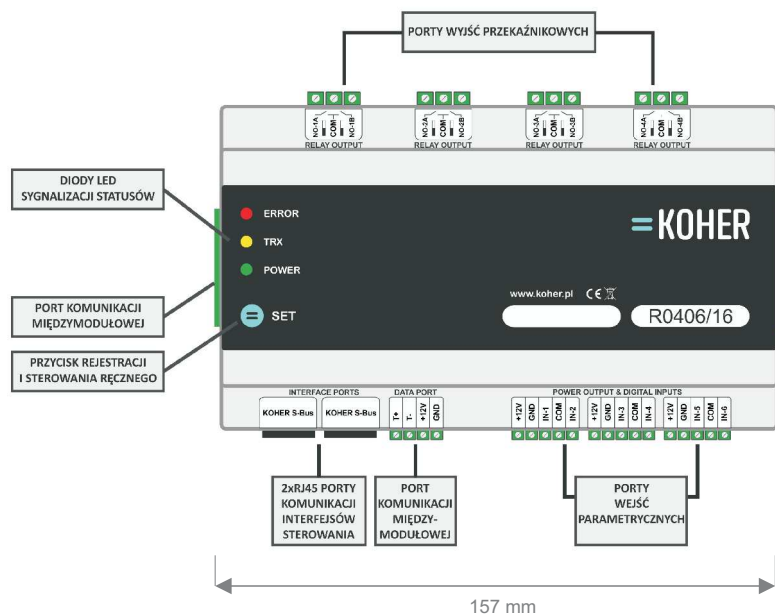 PORTY WYJŚĆ PRZEKAŹNIKOWYCH
NO-1A COM NO-1B
NO-2A COM NO-2B
NO-3A COM NO-3B
NO-4A COM NO-4B
RELAY OUTPUT RELAY OUTPUT RELAY OUTPUT RELAY OUTPUT
DIODY LED
SYGNALIZACJI STATUSÓW
ERROR
TRX
POWER
SET
KOHER
www.koher.pl CE
R0406/16
PORT KOMUNIKACJI
MIĘDZYMODUŁOWEJ
PRZYCISK REJESTRACJI
I STEROWANIA RĘCZNEGO
INTERFACE PORTS DATA PORT POWER OUTPUT & DIGITAL INPUTS
KOHER S-Bus KOHER S-Bus
T+ T- +12V GND
+12V GND IN-1 COM IN-2
+12V GND IN-3 COM IN-4
+12V GND IN-5 COM IN-6
2xRJ45 PORTY
KOMUNIKACJI
INTERFEJSÓW
STEROWANIA
PORT
KOMUNIKACJI
MIĘDZY-
MODUŁOWEJ
PORTY
WEJŚĆ
PARAMETRYCZNYCH
157 mm